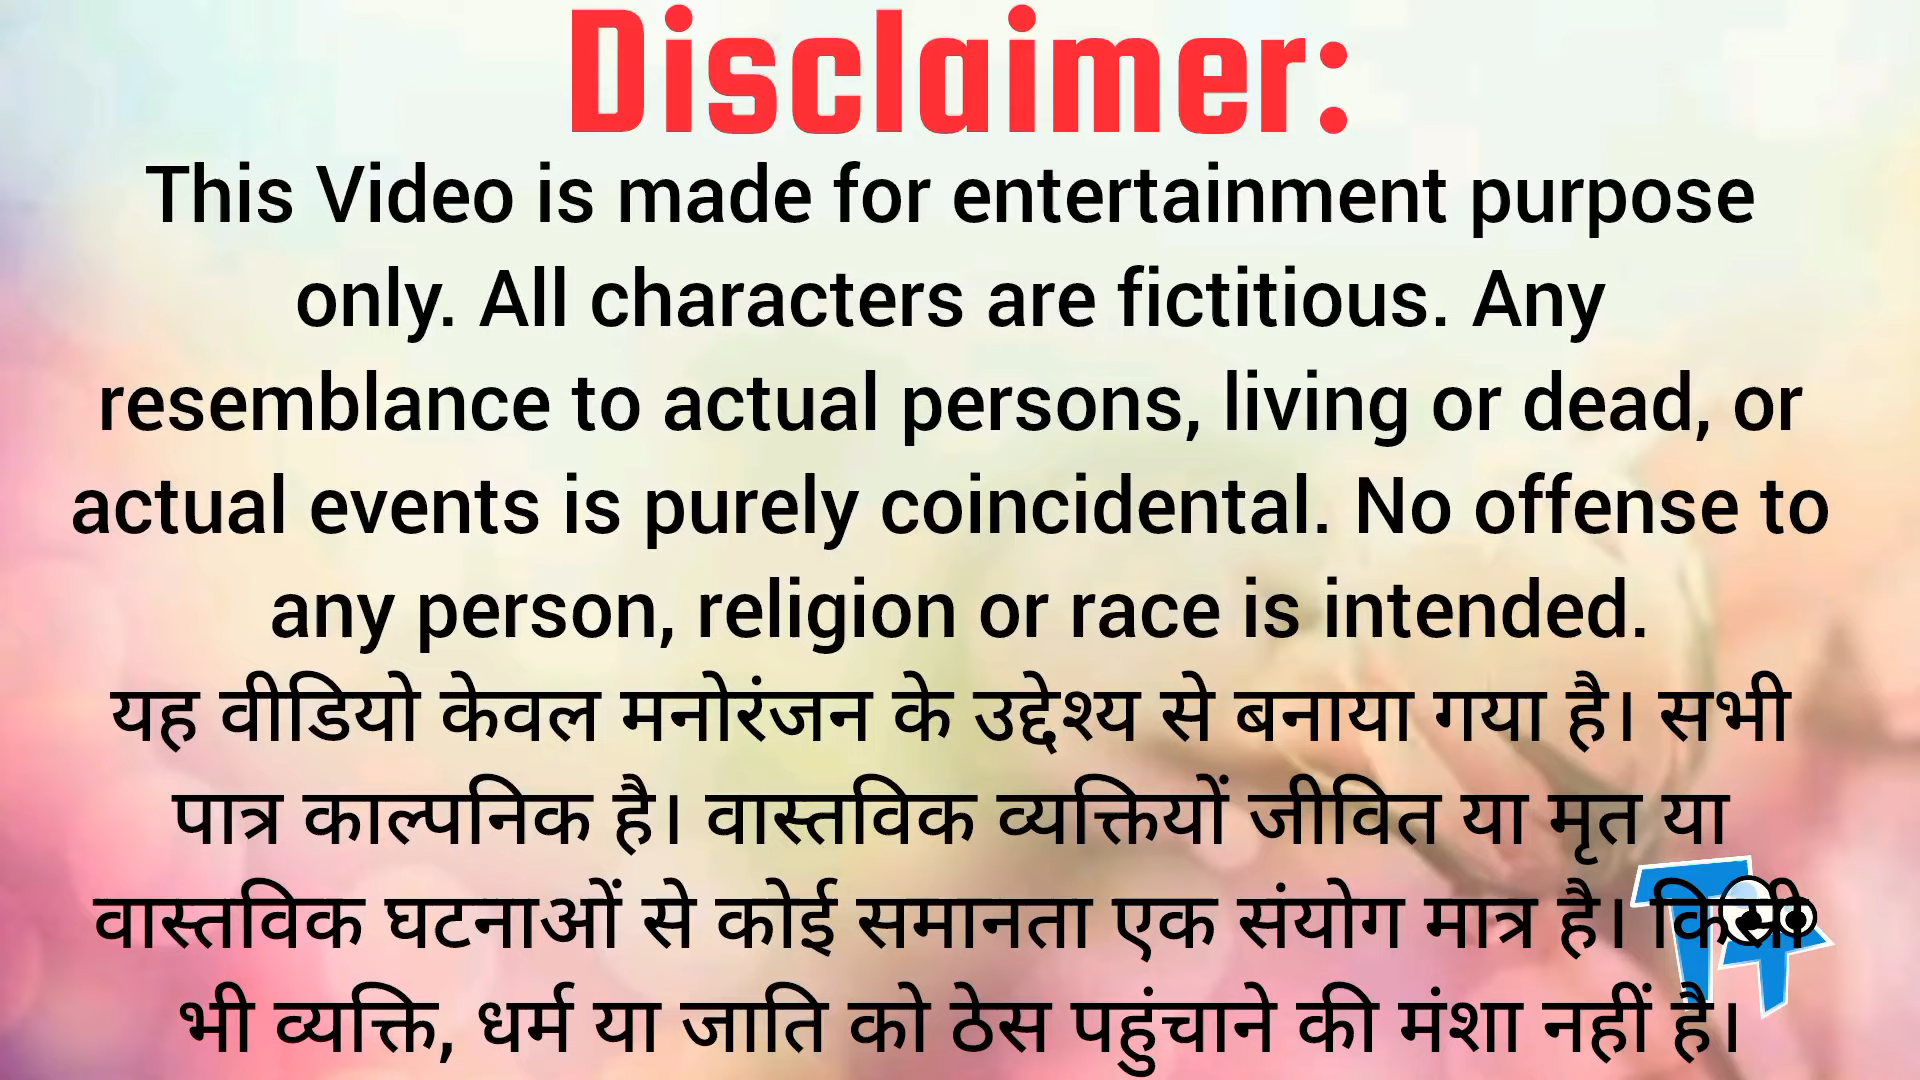 Disclaimer:
This Video is made for entertainment purpose
only. All characters are fictitious. Any
resemblance to actual persons, living or dead, or
actual events is purely coincidental. No offense to
any person, religion or race is intended.
यह वीडियो केवल मनोरंजन के उद्देश्य से बनाया गया है। सभी
पात्र काल्पनिक है। वास्तविक व्यक्तियों जीवित या मृत या
वास्तविक घटनाओं से कोई समानता एक संयोग मात्र है। किसी
भी व्यक्ति, धर्म या जाति को ठेस पहुंचाने की मंशा नहीं है।